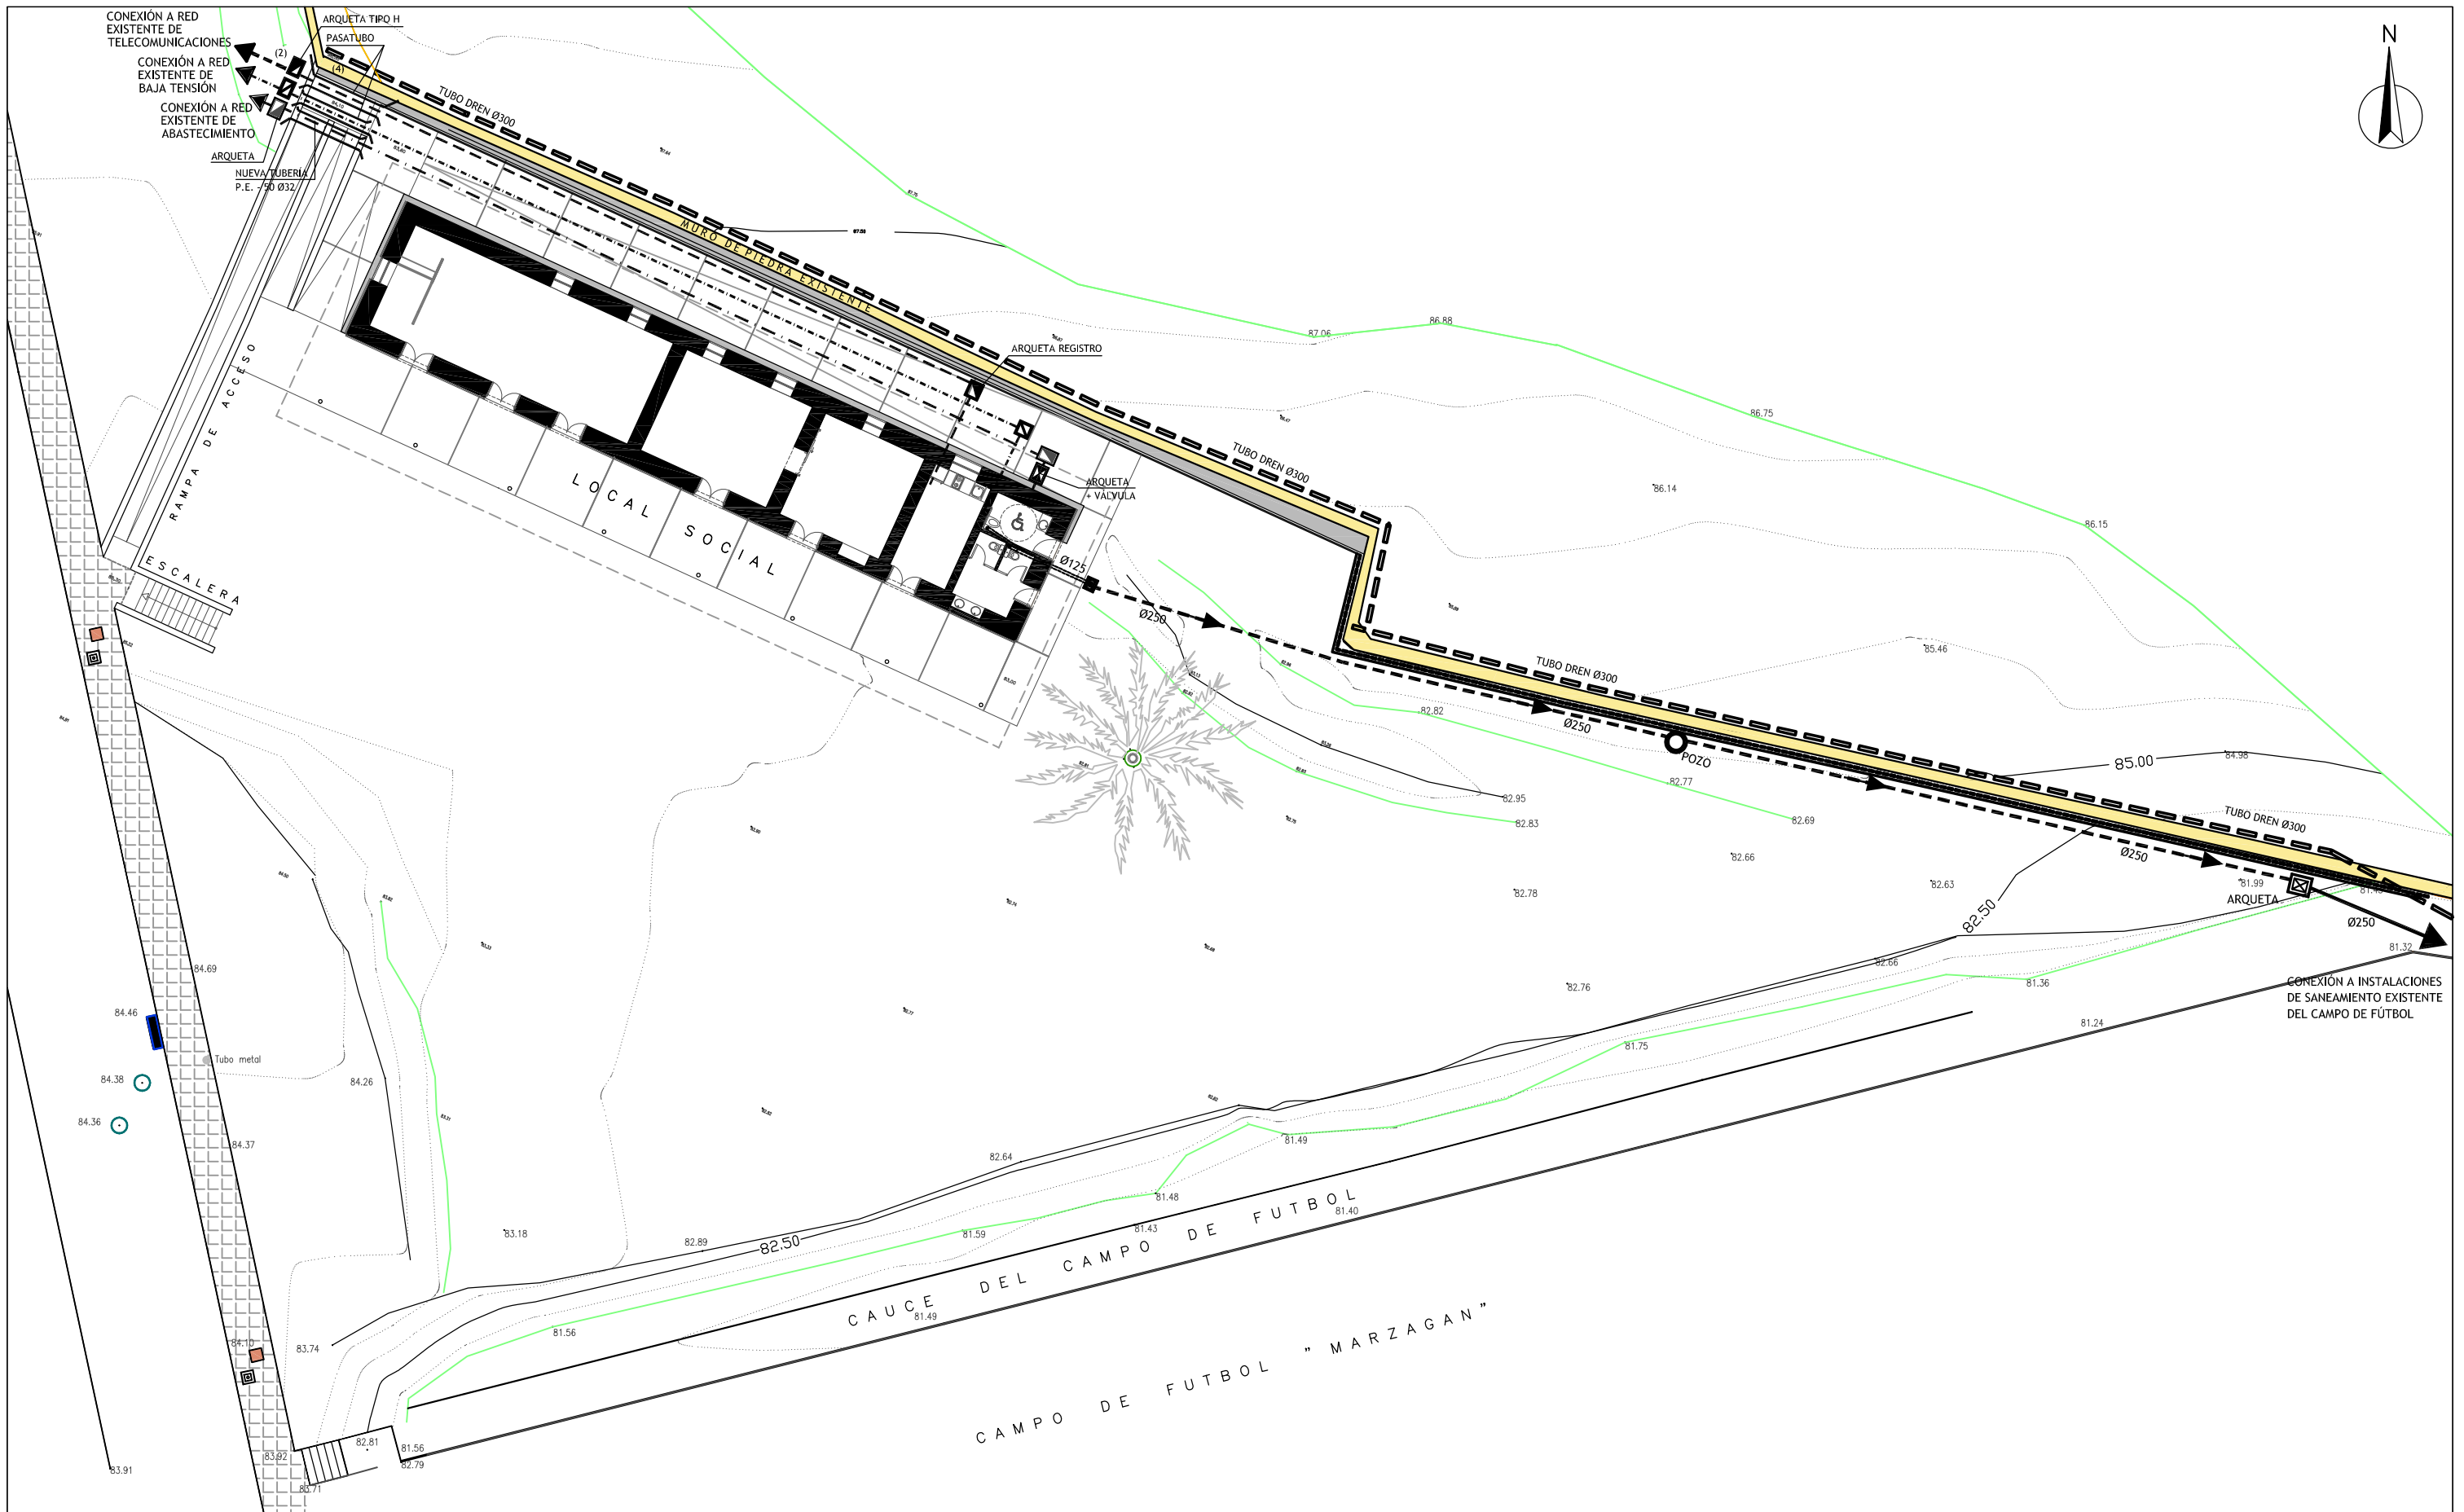 CONEXIÓN A RED
EXISTENTE DE
TELECOMUNICACIONES
CONEXIÓN A RED
EXISTENTE DE
BAJA TENSIÓN
CONEXIÓN A RED
EXISTENTE DE
ABASTECIMIENTO
ARQUETA
NUEVA TUBERÍA
P.E. - 50 Ø32
ARQUETA TIPO H
PASATUBO
(2)
(4)
N
TUBO DREN Ø300
MURO DE PIEDRA EXISTENTE
87.06
86.88
86.75
86.14
86.15
ARQUETA REGISTRO
TUBO DREN Ø300
ARQUETA
+ VÁLVULA
RAMPA DE ACCESO
ESCALERA
LOCAL SOCIAL
Ø125
Ø250
TUBO DREN Ø300
85.46
82.82
Ø250
POZO
82.77
85.00
84.98
82.95
82.83
82.69
TUBO DREN Ø300
Ø250
82.66
82.78
82.63
81.99
ARQUETA
Ø250
82.50
81.32
CONEXIÓN A INSTALACIONES
DE SANEAMIENTO EXISTENTE
DEL CAMPO DE FÚTBOL
84.69
84.46
Tubo metal
84.38
84.26
84.36
84.37
82.66
82.76
81.36
81.24
81.75
82.64
81.49
81.48
83.18
82.89
82.50
81.59
81.43
81.40
CAUCE DEL CAMPO DE FUTBOL
81.49
81.56
84.10
83.74
CAMPO DE FUTBOL " MARZAGAN"
82.81
81.56
82.79
83.92
83.71
83.91